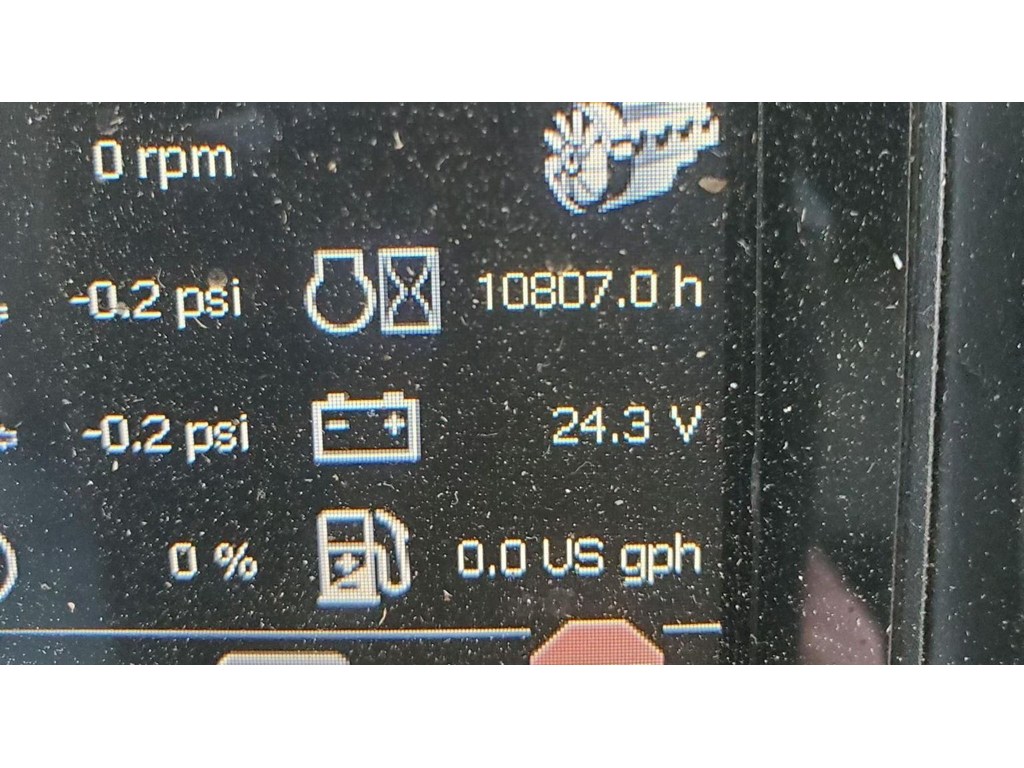 0 rpm
-0.2 psi 10807.0 h
-0.2 psi 24.3 V
0 % 0.0 US gph